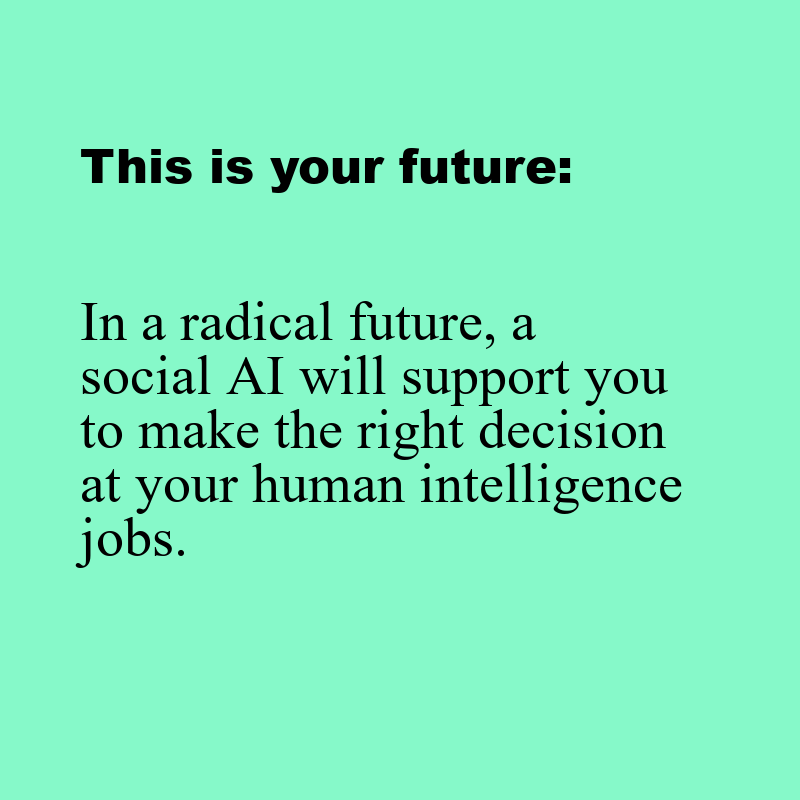 This is your future:
In a radical future, a
social AI will support you
to make the right decision
at your human intelligence
jobs.